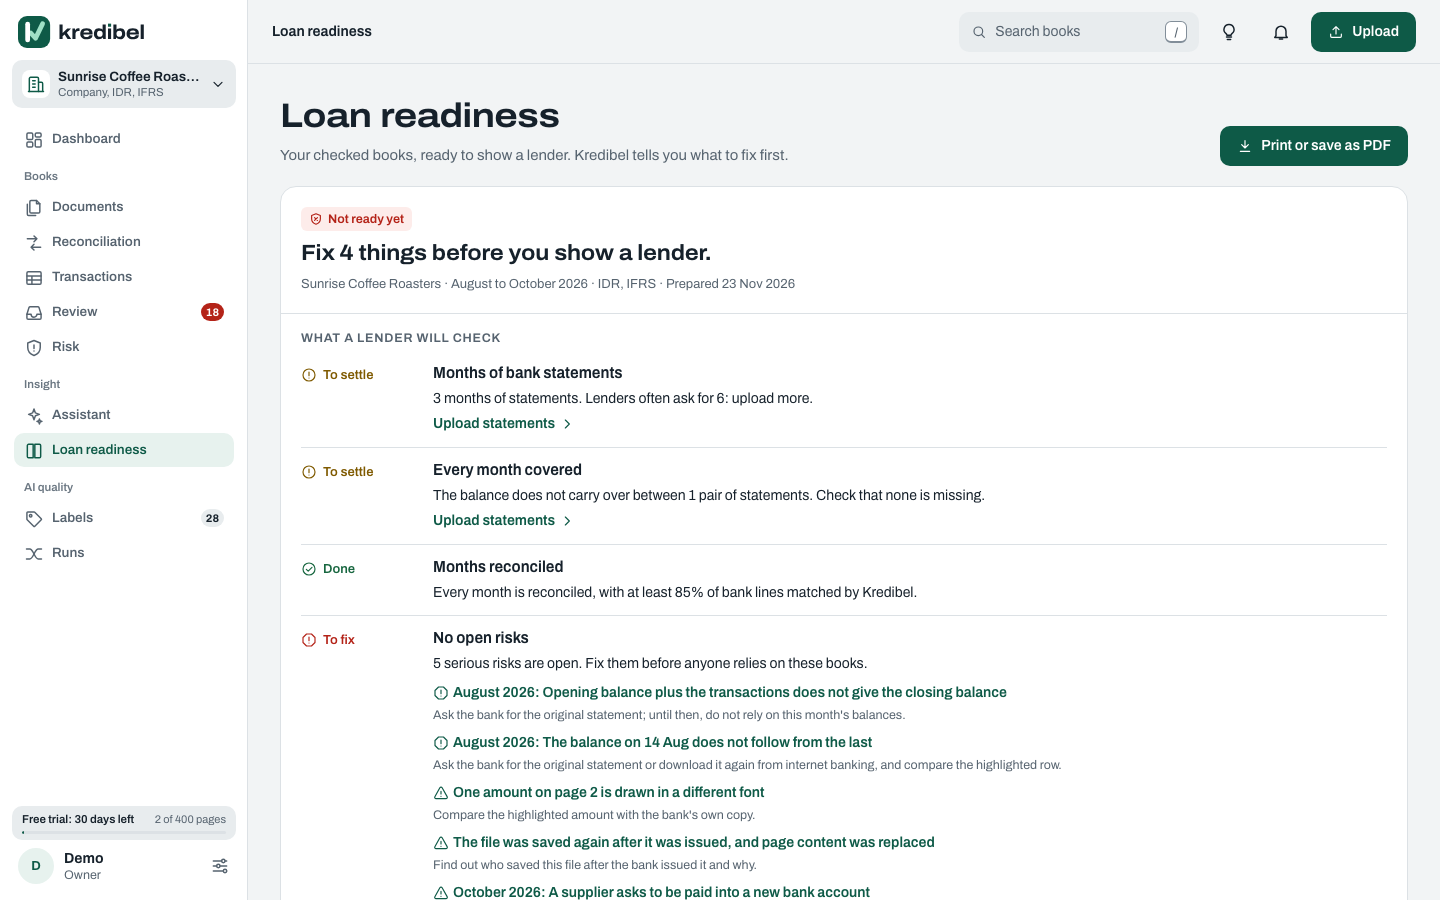 kredibel
Sunrise Coffee Roas...
Company, IDR, IFRS
Dashboard
Books
Documents
Reconciliation
Transactions
Review
18
Risk
Insight
Assistant
Loan readiness
AI quality
Labels
28
Runs
Free trial: 30 days left
2 of 400 pages
D
Demo
Owner
Loan readiness
Search books
/
Upload
Loan readiness
Your checked books, ready to show a lender. Kredibel tells you what to fix first.
Print or save as PDF
Not ready yet
Fix 4 things before you show a lender.
Sunrise Coffee Roasters · August to October 2026 · IDR, IFRS · Prepared 23 Nov 2026
WHAT A LENDER WILL CHECK
To settle
Months of bank statements
3 months of statements. Lenders often ask for 6: upload more.
Upload statements
To settle
Every month covered
The balance does not carry over between 1 pair of statements. Check that none is missing.
Upload statements
Done
Months reconciled
Every month is reconciled, with at least 85% of bank lines matched by Kredibel.
To fix
No open risks
5 serious risks are open. Fix them before anyone relies on these books.
August 2026: Opening balance plus the transactions does not give the closing balance
Ask the bank for the original statement; until then, do not rely on this month's balances.
August 2026: The balance on 14 Aug does not follow from the last
Ask the bank for the original statement or download it again from internet banking, and compare the highlighted row.
One amount on page 2 is drawn in a different font
Compare the highlighted amount with the bank's own copy.
The file was saved again after it was issued, and page content was replaced
Find out who saved this file after the bank issued it and why.
October 2026: A supplier asks to be paid into a new bank account